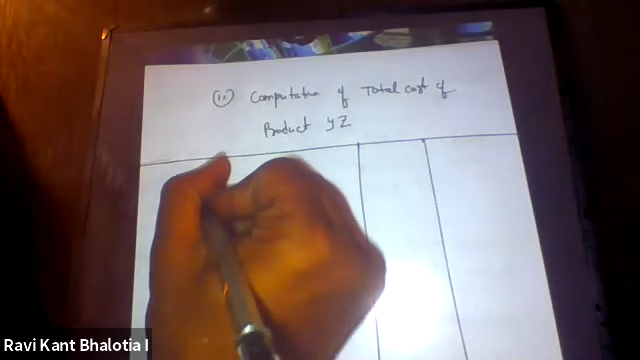 (ii) Computation of Total cost of
Product YZ
Ravi Kant Bhalotia I